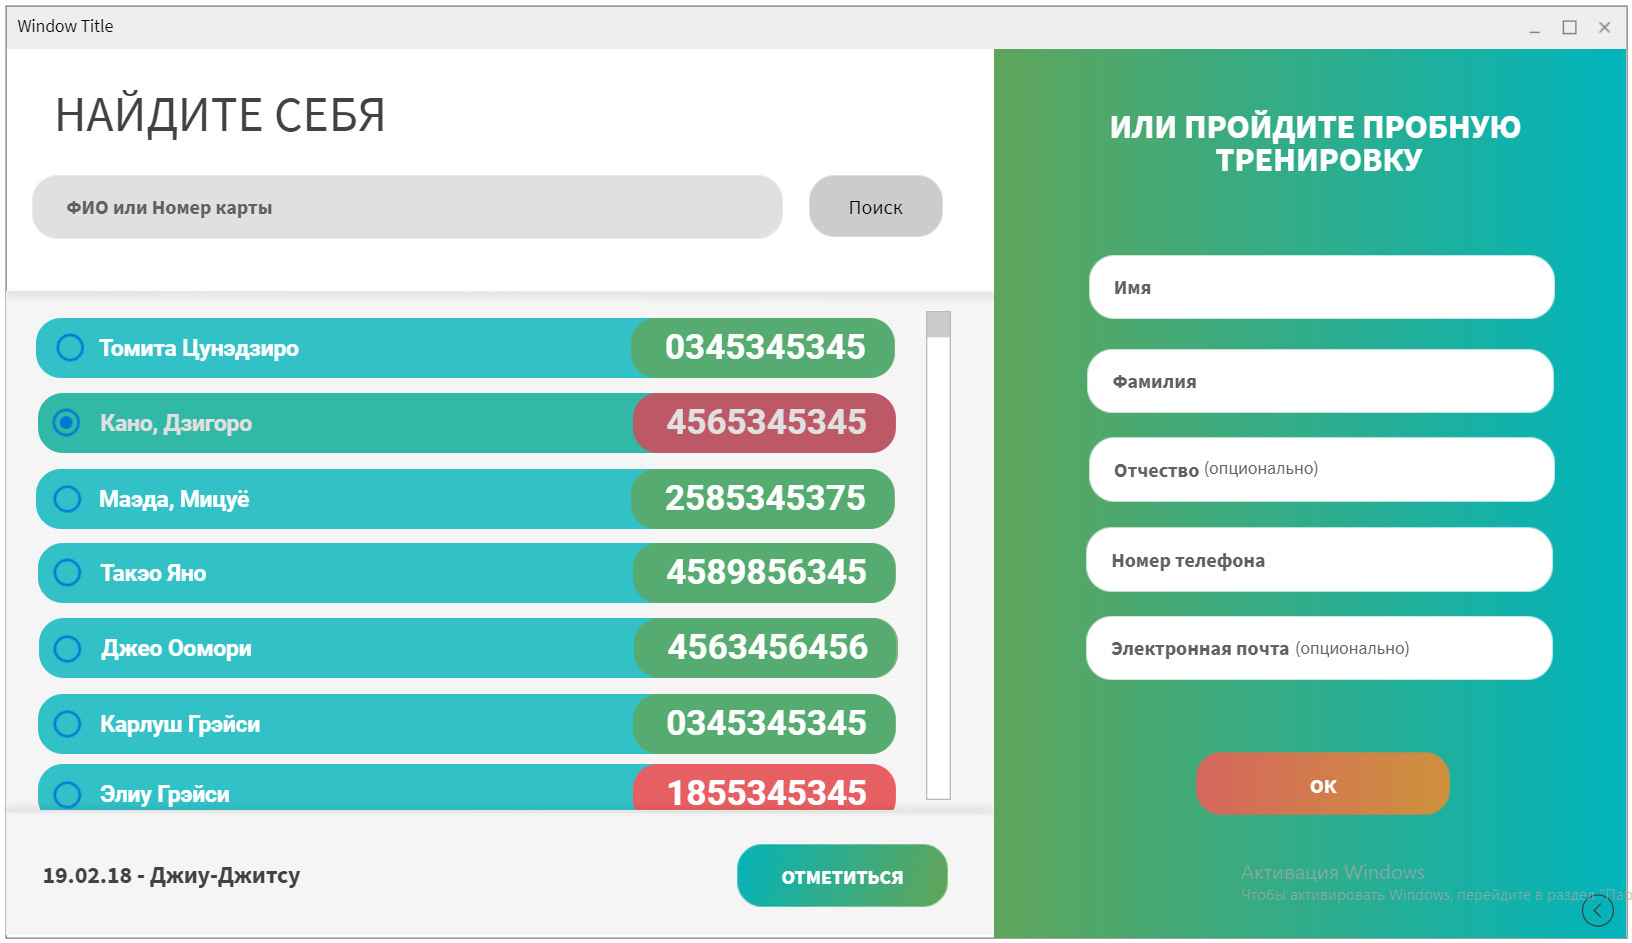 Window Title
НАЙДИТЕ СЕБЯ
ФИО или Номер карты
Поиск
Томита Цунэдзиро 0345345345
Кано, Дзигоро 4565345345
Маэда, Мицуё 2585345375
Такэо Яно 4589856345
Джео Оомори 4563456456
Карлуш Грэйси 0345345345
Элиу Грэйси 1855345345
19.02.18 - Джиу-Джитсу
ОТМЕТИТЬСЯ
ИЛИ ПРОЙДИТЕ ПРОБНУЮ
ТРЕНИРОВКУ
Имя
Фамилия
Отчество (опционально)
Номер телефона
Электронная почта (опционально)
ОК
Активация Windows
Чтобы активировать Windows, перейдите в раздел "Пар